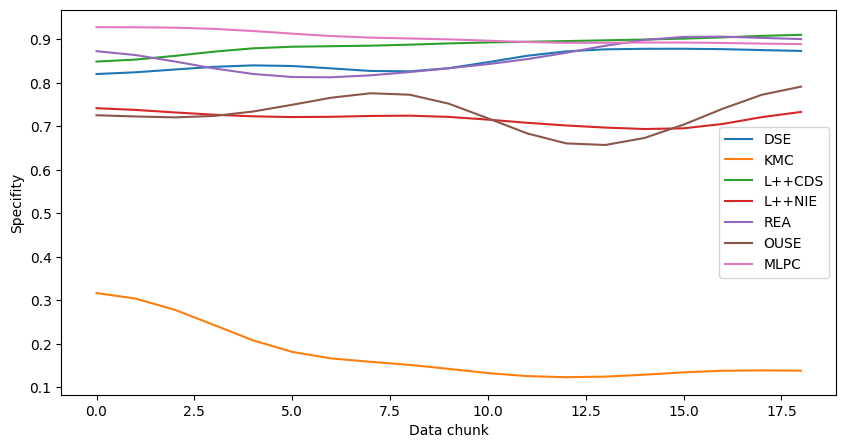 0.9
0.8
0.7
0.6
0.5
0.4
0.3
0.2
0.1
Specifity
DSE
KMC
L++CDS
L++NIE
REA
OUSE
MLPC
0.0 2.5 5.0 7.5 10.0 12.5 15.0 17.5
Data chunk